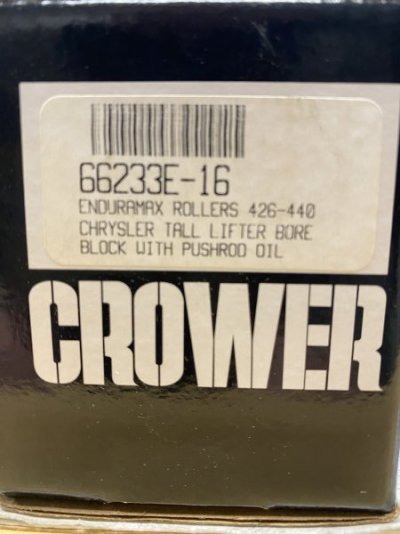 66233E-16
ENDURAMAX ROLLERS 426-440
CHRYSLER TALL LIFTER BORE
BLOCK WITH PUSHROD OIL
CROWER